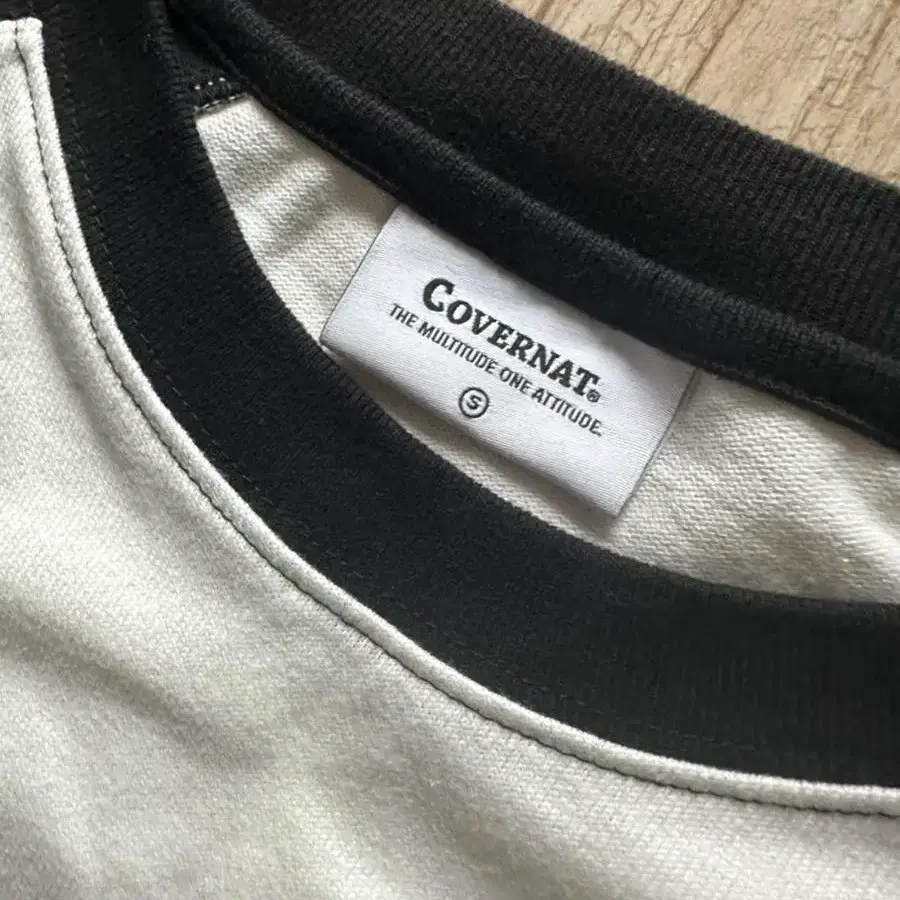 COVERNAT®
THE MULTITUDE ONE ATTITUDE.
S